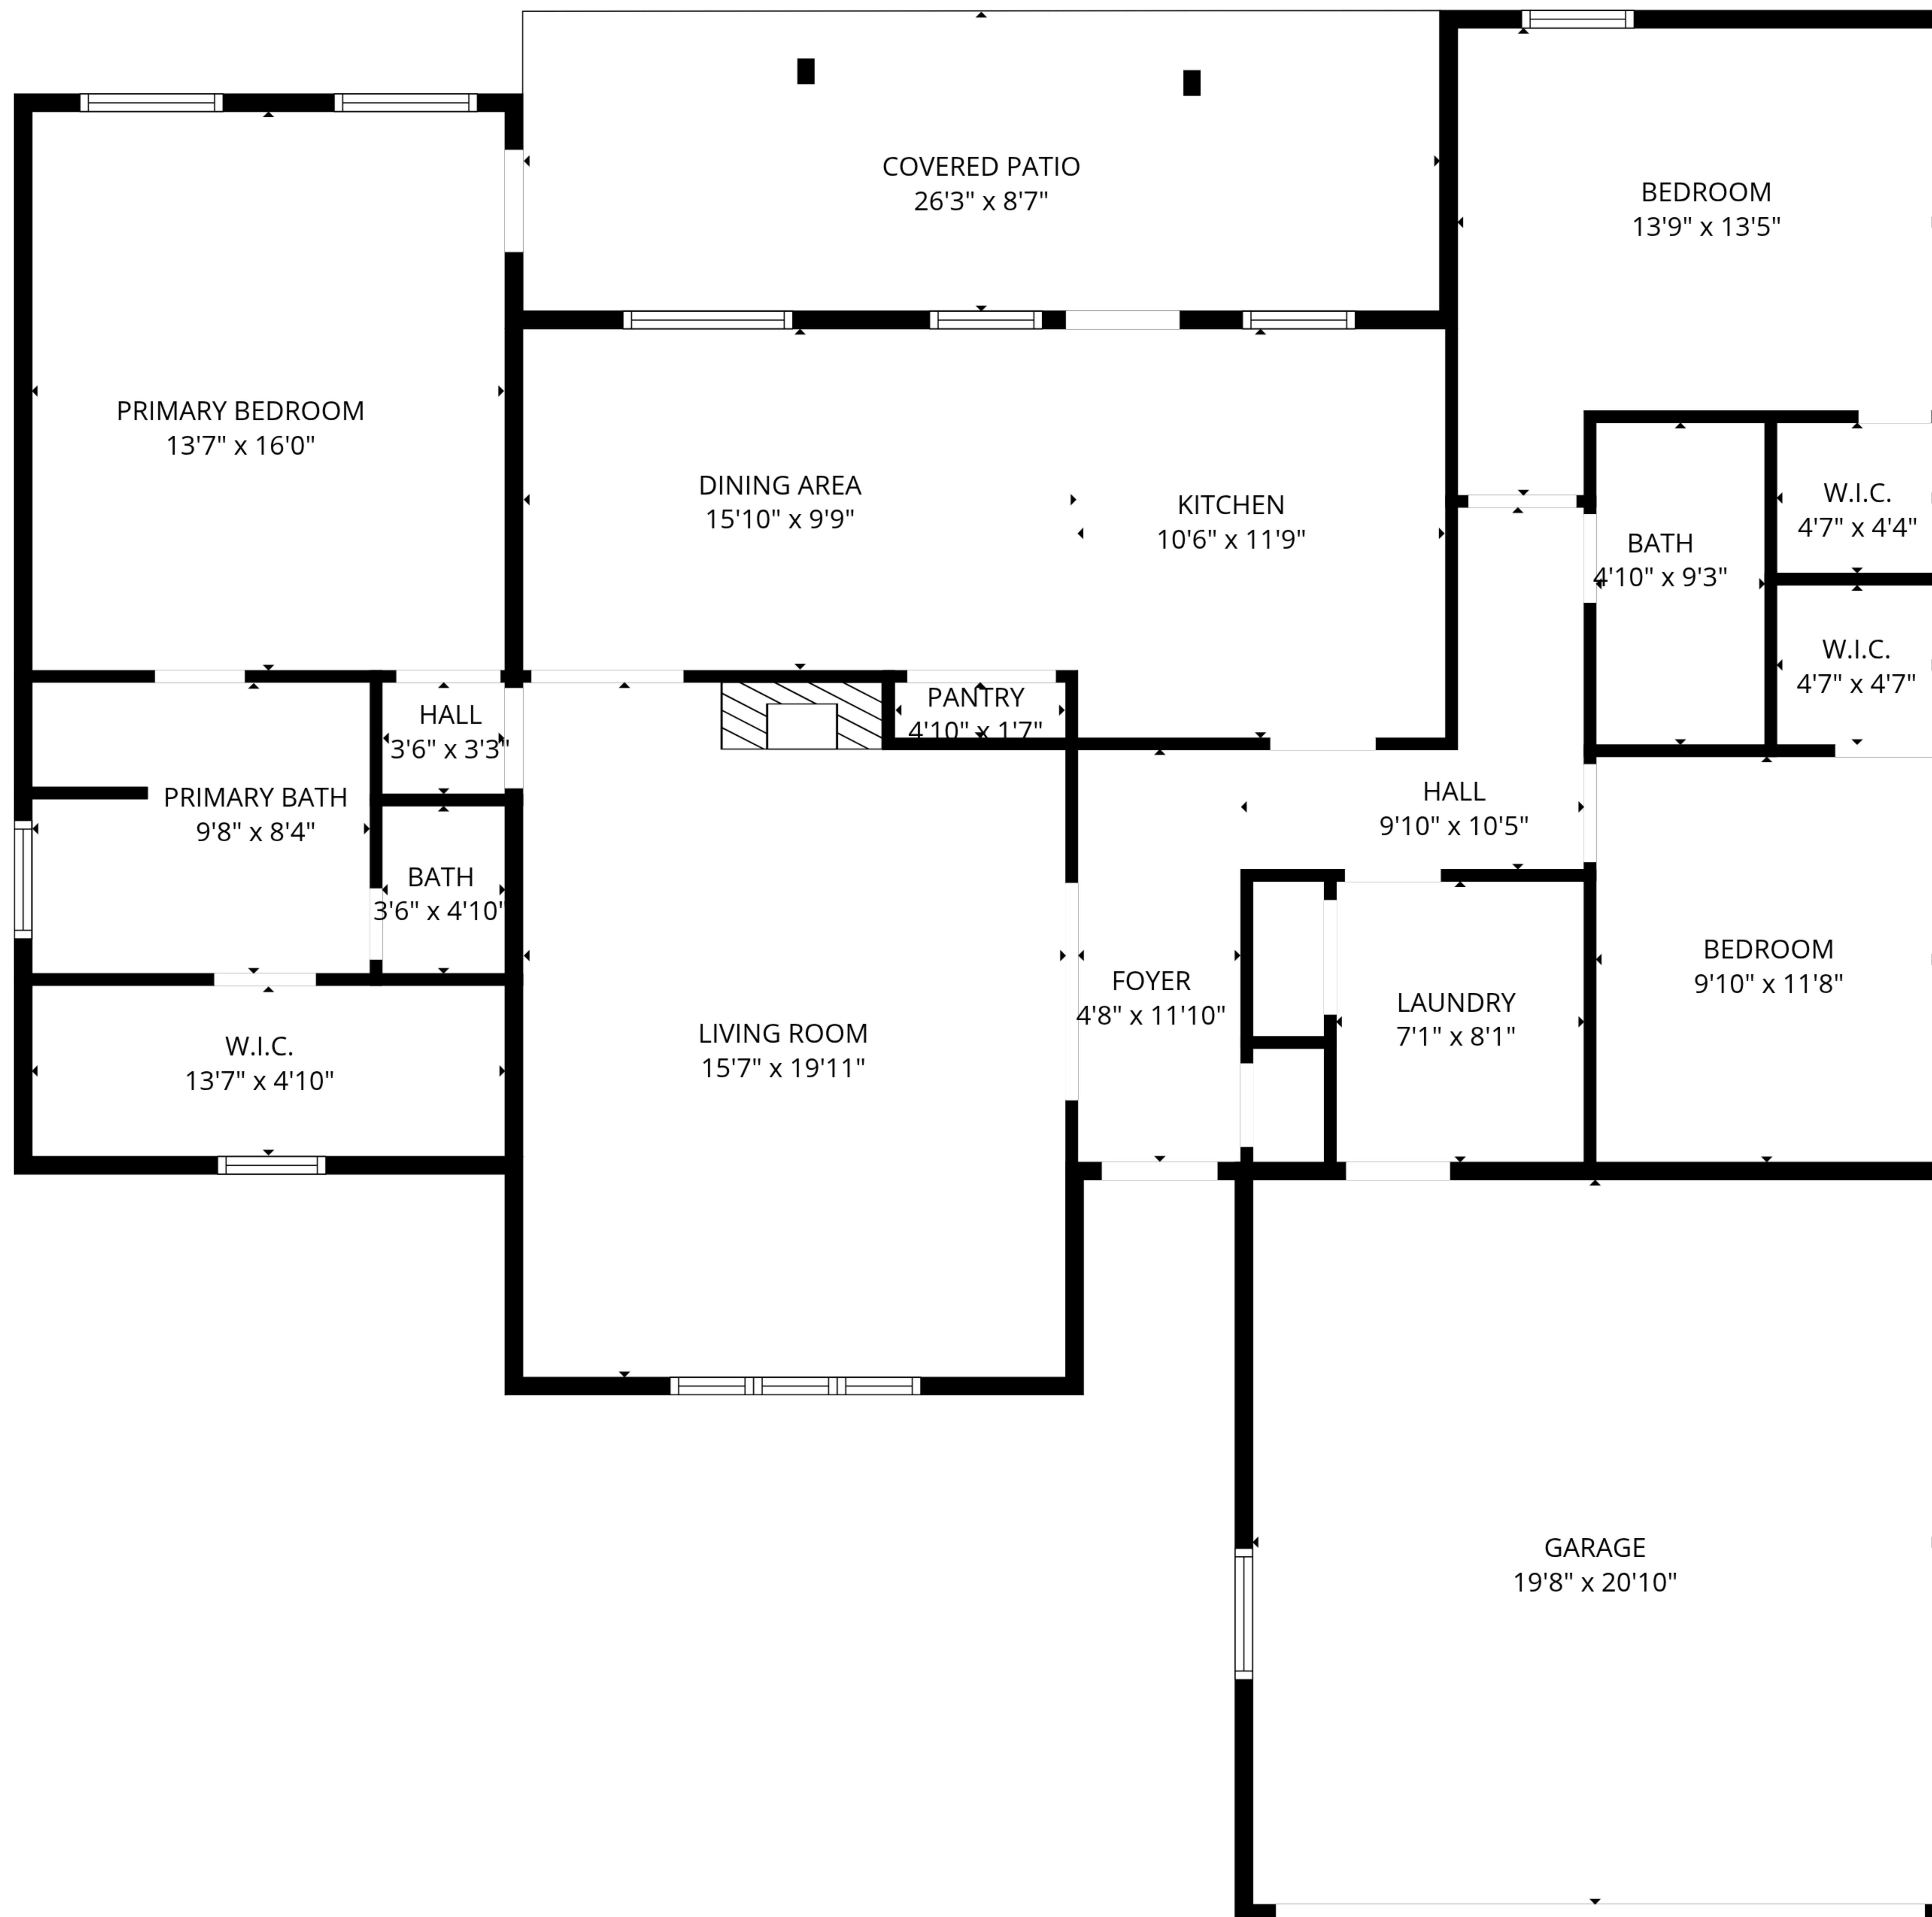 COVERED PATIO
26'3" x 8'7"
BEDROOM
13'9" x 13'5"
PRIMARY BEDROOM
13'7" x 16'0"
DINING AREA
15'10" x 9'9"
KITCHEN
10'6" x 11'9"
W.I.C.
4'7" x 4'4"
BATH
4'10" x 9'3"
W.I.C.
4'7" x 4'7"
PANTRY
4'10" x 1'7"
HALL
3'6" x 3'3"
PRIMARY BATH
9'8" x 8'4"
HALL
9'10" x 10'5"
BATH
3'6" x 4'10"
BEDROOM
9'10" x 11'8"
FOYER
4'8" x 11'10"
LAUNDRY
7'1" x 8'1"
LIVING ROOM
15'7" x 19'11"
W.I.C.
13'7" x 4'10"
GARAGE
19'8" x 20'10"